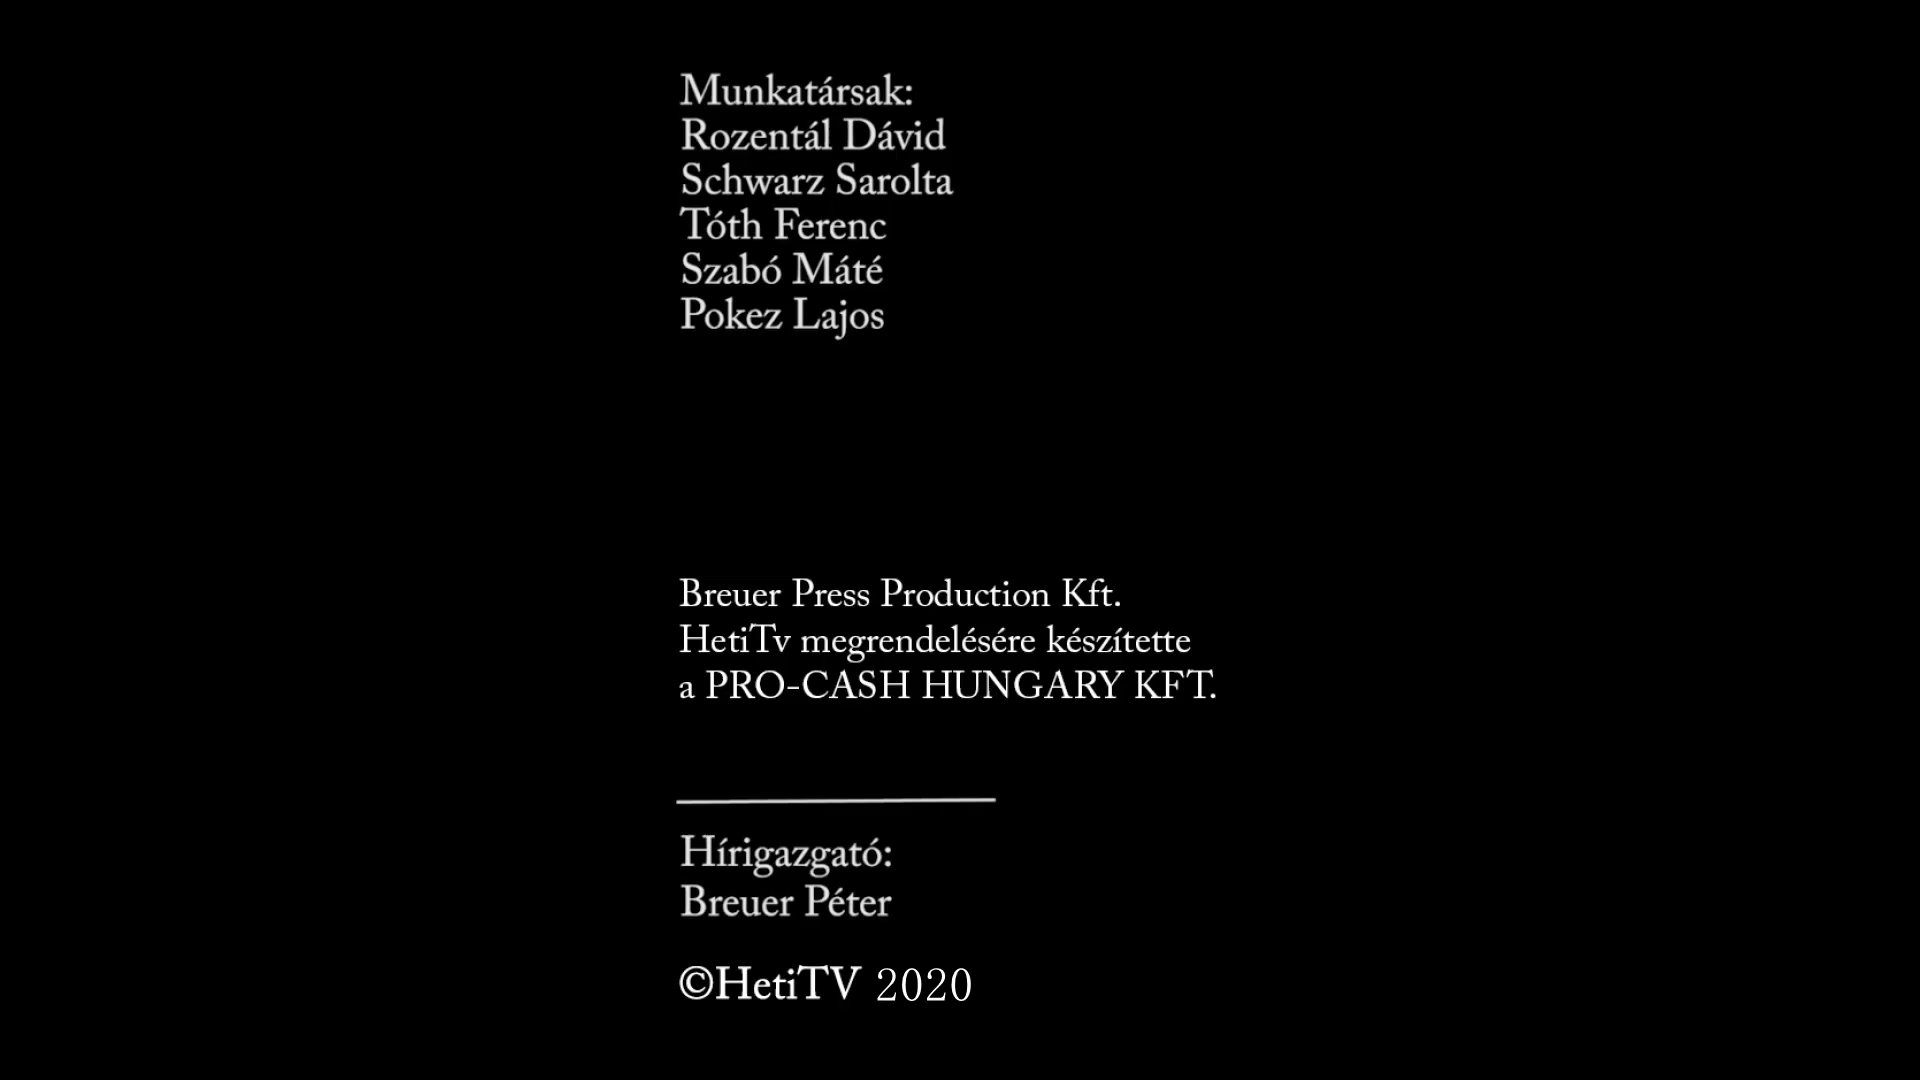 Munkatársak:
Rozentál Dávid
Schwarz Sarolta
Tóth Ferenc
Szabó Máté
Pokez Lajos
Breuer Press Production Kft.
HetiTv megrendelésére készítette
a PRO-CASH HUNGARY KFT.
Hírigazgató:
Breuer Péter
©HetiTV 2020